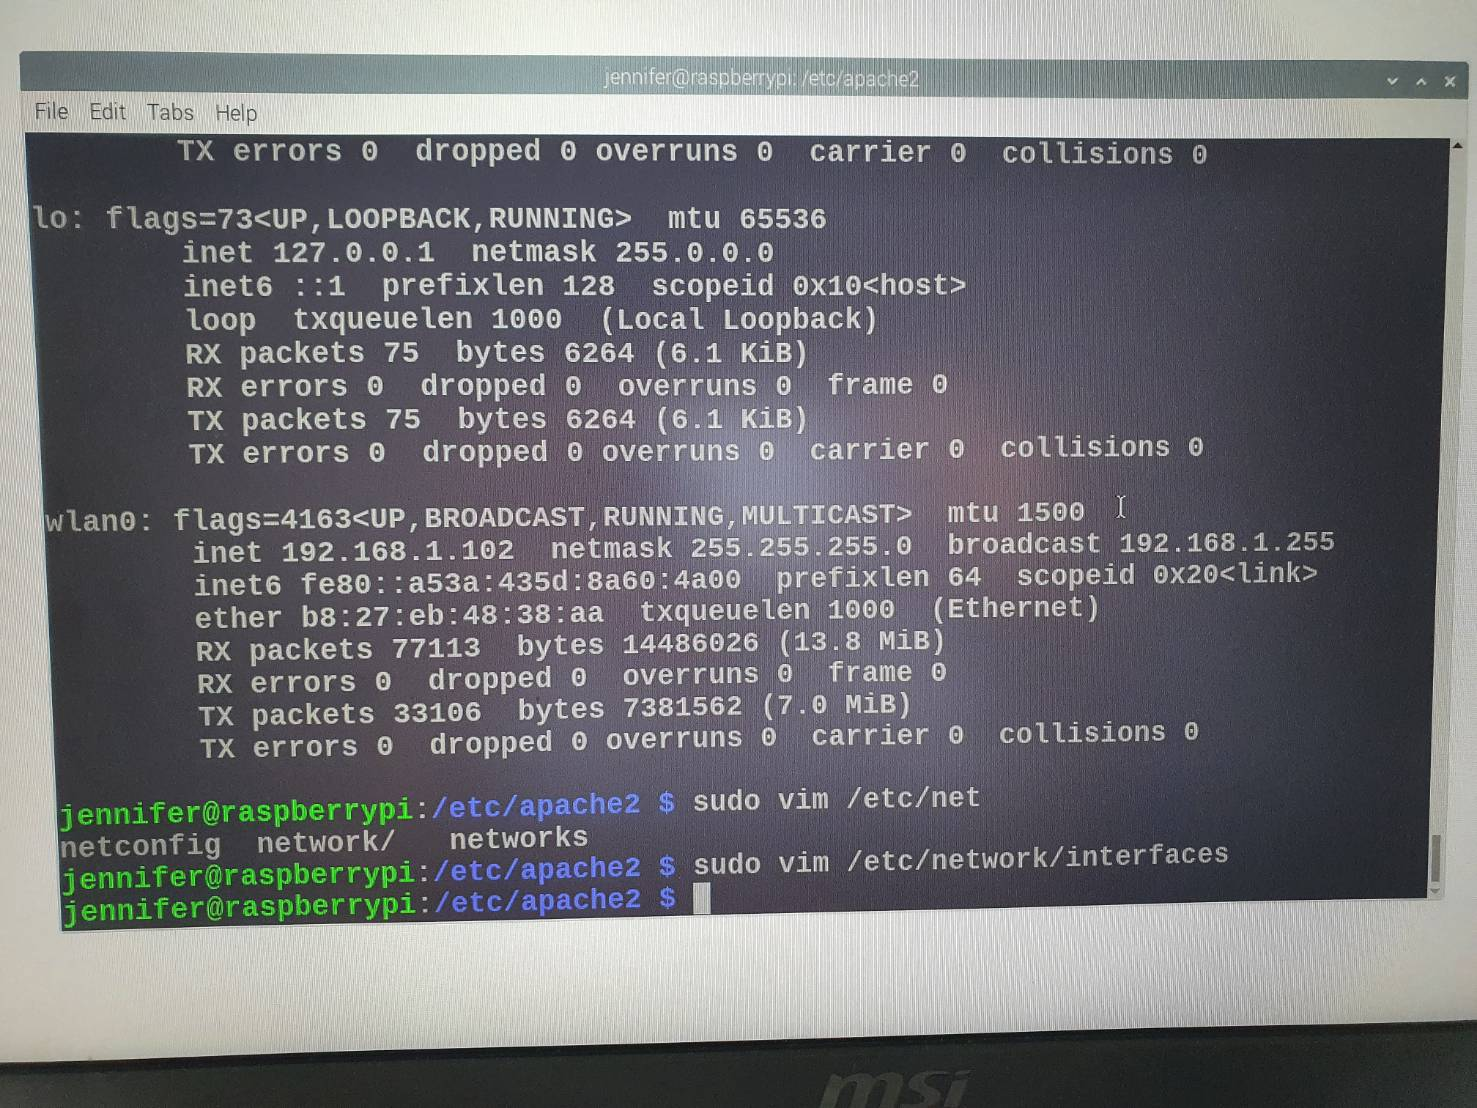 jennifer@raspberrypi: /etc/apache2
File Edit Tabs Help
TX errors 0  dropped 0 overruns 0  carrier 0  collisions 0
lo: flags=73<UP,LOOPBACK,RUNNING>  mtu 65536
inet 127.0.0.1  netmask 255.0.0.0
inet6 ::1  prefixlen 128  scopeid 0x10<host>
loop  txqueuelen 1000  (Local Loopback)
RX packets 75  bytes 6264 (6.1 KiB)
RX errors 0  dropped 0  overruns 0  frame 0
TX packets 75  bytes 6264 (6.1 KiB)
TX errors 0  dropped 0 overruns 0  carrier 0  collisions 0
wlan0: flags=4163<UP,BROADCAST,RUNNING,MULTICAST>  mtu 1500
inet 192.168.1.102  netmask 255.255.255.0  broadcast 192.168.1.255
inet6 fe80::a53a:435d:8a60:4a00  prefixlen 64  scopeid 0x20<link>
ether b8:27:eb:48:38:aa  txqueuelen 1000  (Ethernet)
RX packets 77113  bytes 14486026 (13.8 MiB)
RX errors 0  dropped 0  overruns 0  frame 0
TX packets 33106  bytes 7381562 (7.0 MiB)
TX errors 0  dropped 0 overruns 0  carrier 0  collisions 0
jennifer@raspberrypi:/etc/apache2 $ sudo vim /etc/net
netconfig  network/   networks
jennifer@raspberrypi:/etc/apache2 $ sudo vim /etc/network/interfaces
jennifer@raspberrypi:/etc/apache2 $
msi